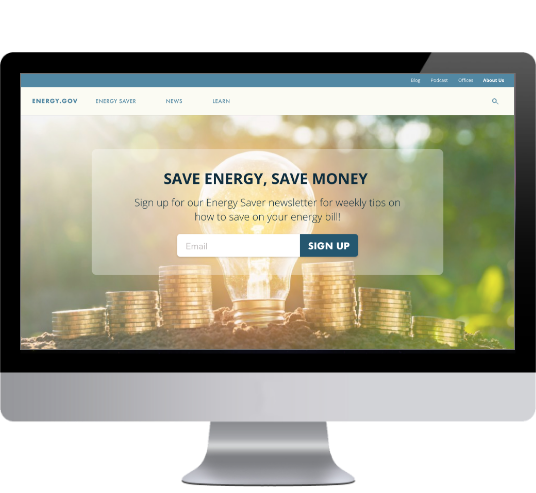 Blog Podcast Offices About Us
ENERGY.GOV ENERGY SAVER NEWS LEARN
SAVE ENERGY, SAVE MONEY
Sign up for our Energy Saver newsletter for weekly tips on
how to save on your energy bill!
Email SIGN UP